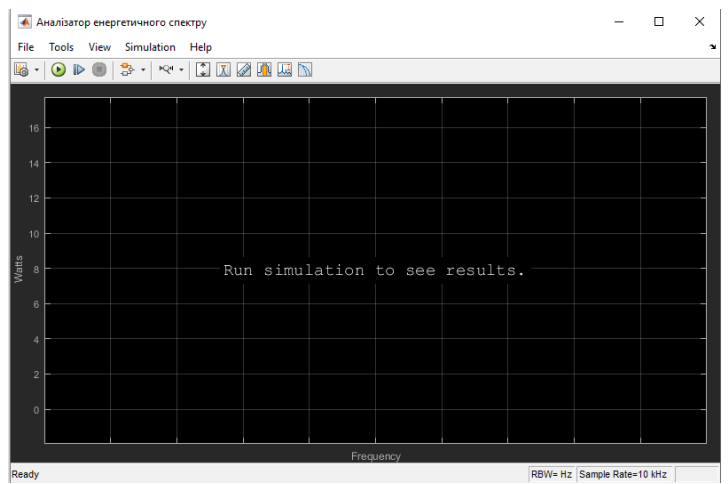 Аналізатор енергетичного спектру
File Tools View Simulation Help
16
14
12
10
8
6
4
2
0
Watts
Run simulation to see results.
Frequency
Ready RBW= Hz Sample Rate=10 kHz